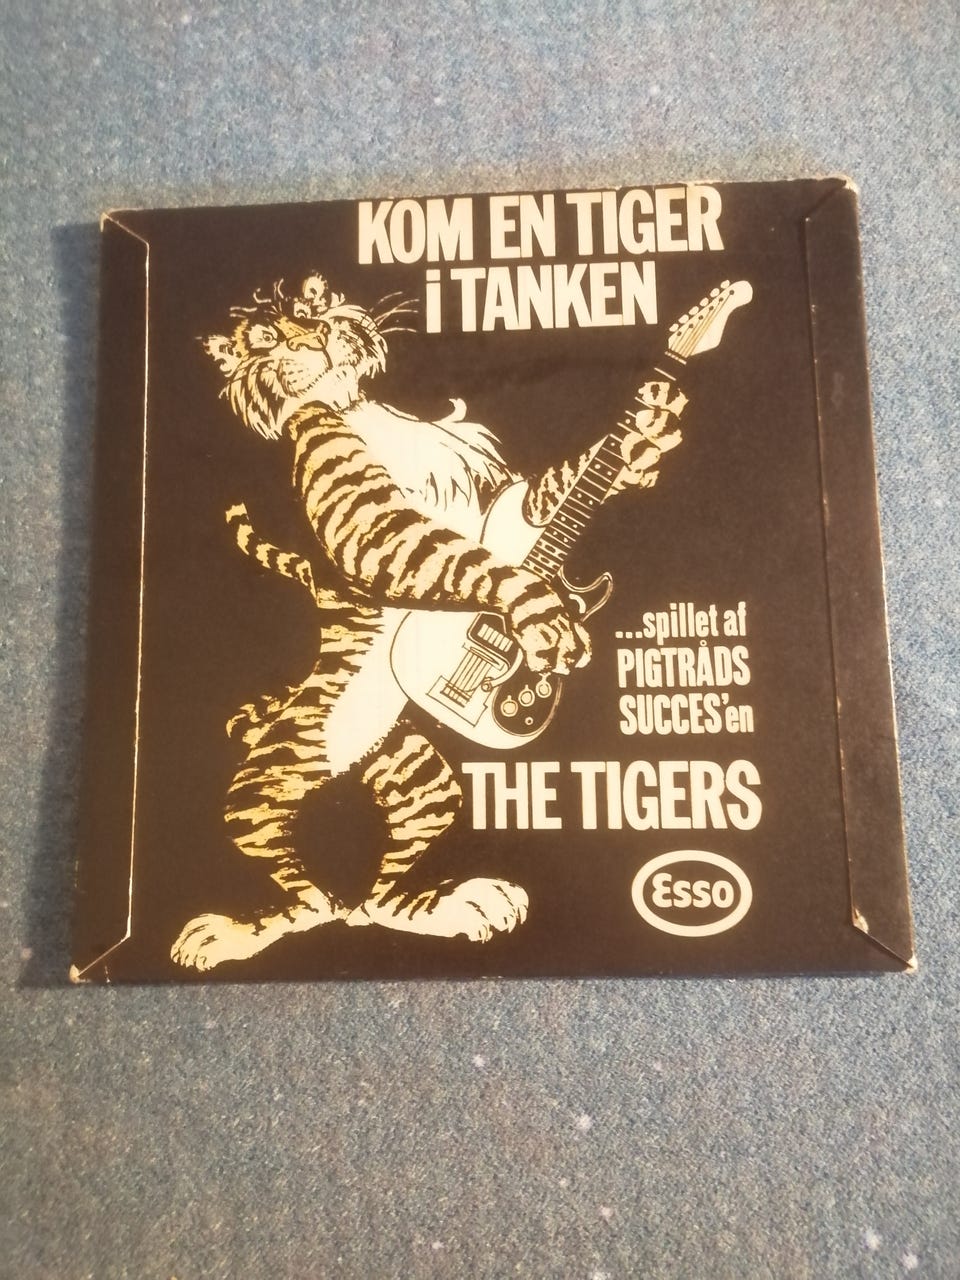 KOM EN TIGER
i TANKEN
...spillet af
PIGTRÅDS
SUCCES'en
THE TIGERS
Esso